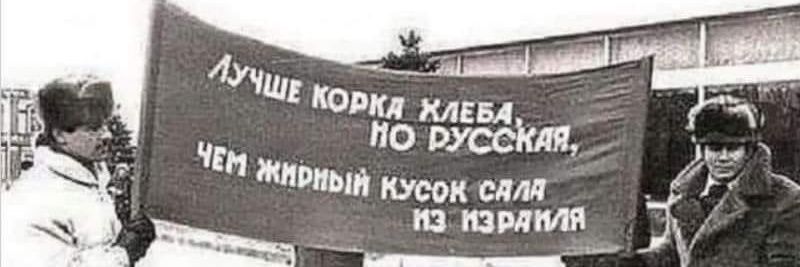 ЛУЧШЕ КОРКА ХЛЕБА,
НО РУССКАЯ,
ЧЕМ ЖИРНЫЙ КУСОК САЛА
ИЗ ИЗРАИЛЯ